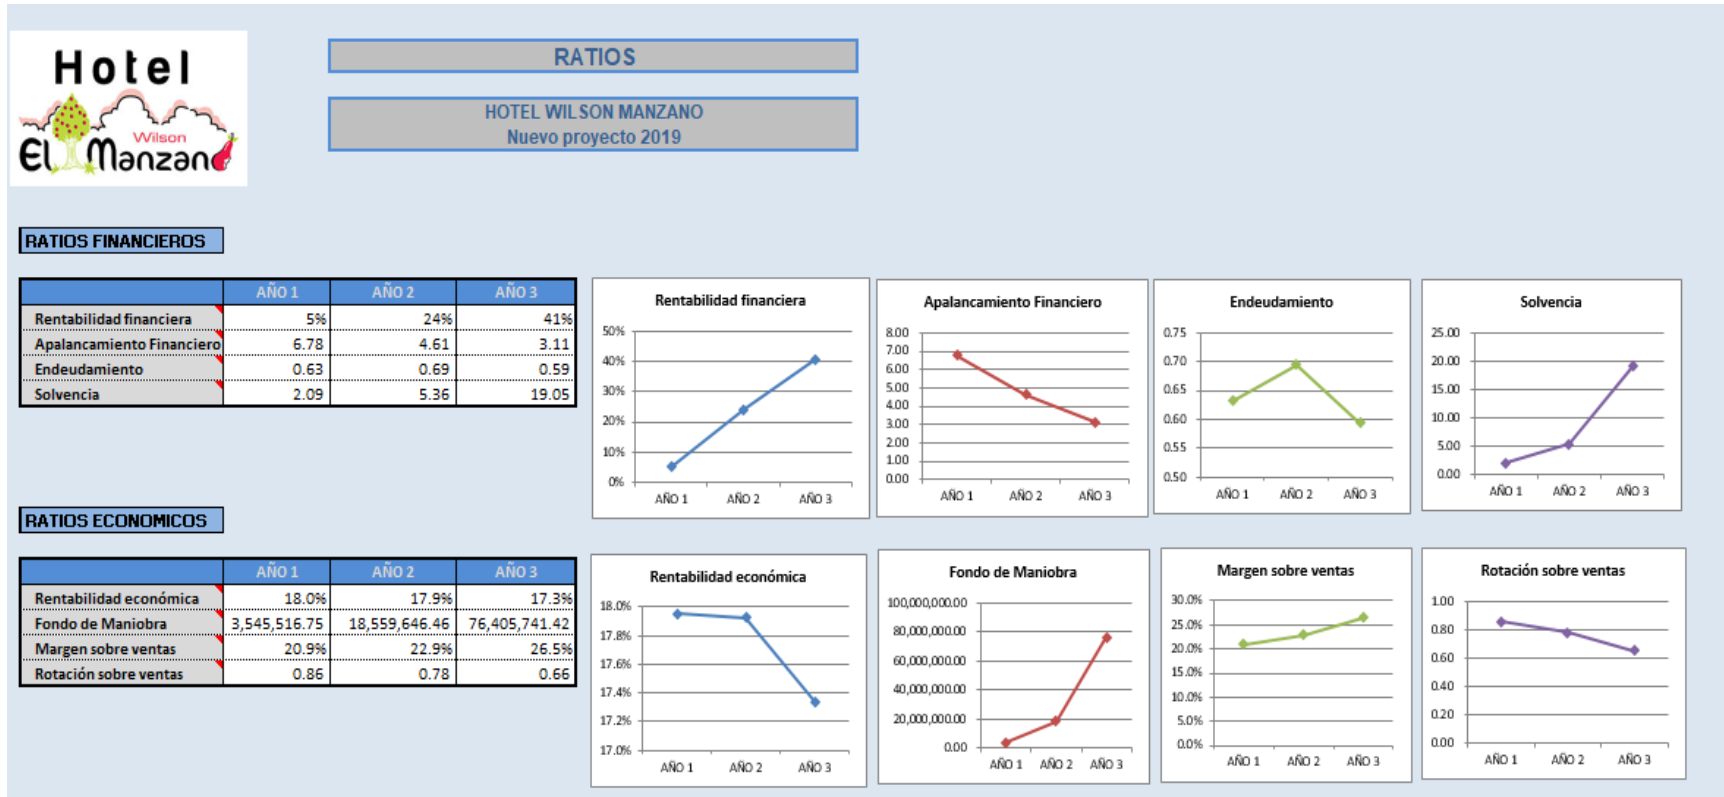 Hotel
Wilson
El Manzano
RATIOS
HOTEL WILSON MANZANO
Nuevo proyecto 2019
RATIOS FINANCIEROS
AÑO 1 AÑO 2 AÑO 3
Rentabilidad financiera 5% 24% 41%
Apalancamiento Financiero 6.78 4.61 3.11
Endeudamiento 0.63 0.69 0.59
Solvencia 2.09 5.36 19.05
Rentabilidad financiera
50%
40%
30%
20%
10%
0%
AÑO 1 AÑO 2 AÑO 3
Apalancamiento Financiero
8.00
7.00
6.00
5.00
4.00
3.00
2.00
1.00
0.00
AÑO 1 AÑO 2 AÑO 3
Endeudamiento
0.75
0.70
0.65
0.60
0.55
0.50
AÑO 1 AÑO 2 AÑO 3
Solvencia
25.00
20.00
15.00
10.00
5.00
0.00
AÑO 1 AÑO 2 AÑO 3
RATIOS ECONOMICOS
AÑO 1 AÑO 2 AÑO 3
Rentabilidad económica 18.0% 17.9% 17.3%
Fondo de Maniobra 3,545,516.75 18,559,646.46 76,405,741.42
Margen sobre ventas 20.9% 22.9% 26.5%
Rotación sobre ventas 0.86 0.78 0.66
Rentabilidad económica
18.0%
17.8%
17.6%
17.4%
17.2%
17.0%
AÑO 1 AÑO 2 AÑO 3
Fondo de Maniobra
100,000,000.00
80,000,000.00
60,000,000.00
40,000,000.00
20,000,000.00
0.00
AÑO 1 AÑO 2 AÑO 3
Margen sobre ventas
30.0%
25.0%
20.0%
15.0%
10.0%
5.0%
0.0%
AÑO 1 AÑO 2 AÑO 3
Rotación sobre ventas
1.00
0.80
0.60
0.40
0.20
0.00
AÑO 1 AÑO 2 AÑO 3